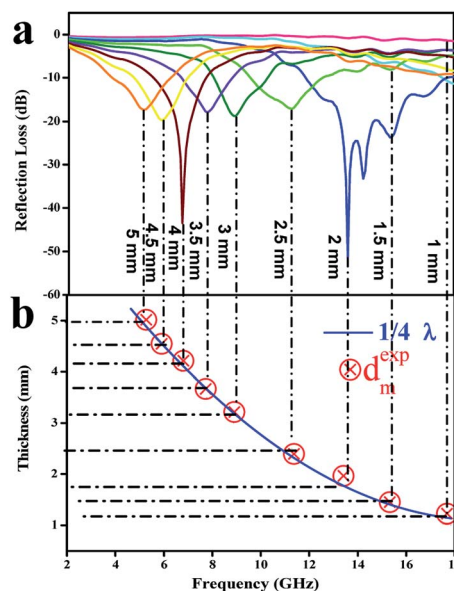 a
0
-10
-20
-30
-40
-50
-60
Reflection Loss (dB)
5 mm
4.5 mm
4 mm
3.5 mm
3 mm
2.5 mm
2 mm
1.5 mm
1 mm
b
1/4 λ
d_m^exp
5
4
3
2
1
Thickness (mm)
2 4 6 8 10 12 14 16 18
Frequency (GHz)